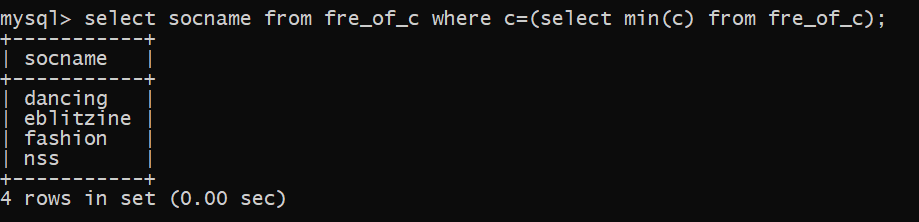 mysql> select socname from fre_of_c where c=(select min(c) from fre_of_c);
+-----------+
| socname   |
+-----------+
| dancing   |
| eblitzine |
| fashion   |
| nss       |
+-----------+
4 rows in set (0.00 sec)